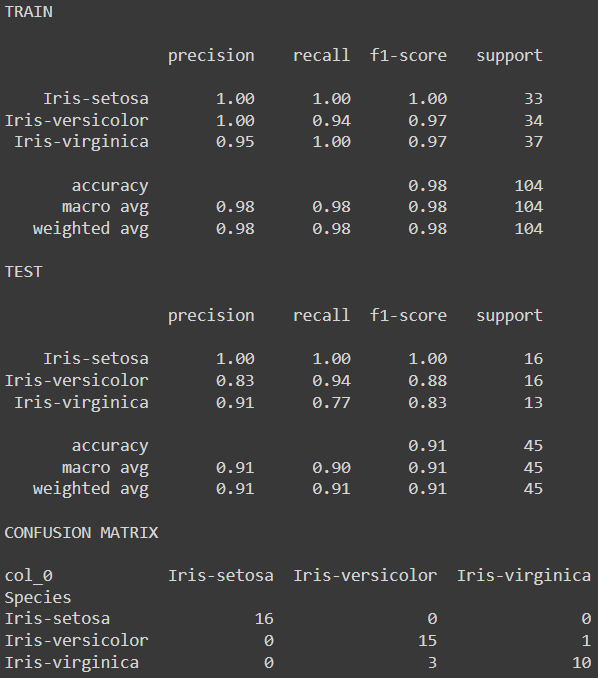 TRAIN
precision recall f1-score support
Iris-setosa 1.00 1.00 1.00 33
Iris-versicolor 1.00 0.94 0.97 34
Iris-virginica 0.95 1.00 0.97 37
accuracy 0.98 104
macro avg 0.98 0.98 0.98 104
weighted avg 0.98 0.98 0.98 104
TEST
precision recall f1-score support
Iris-setosa 1.00 1.00 1.00 16
Iris-versicolor 0.83 0.94 0.88 16
Iris-virginica 0.91 0.77 0.83 13
accuracy 0.91 45
macro avg 0.91 0.90 0.91 45
weighted avg 0.91 0.91 0.91 45
CONFUSION MATRIX
col_0 Iris-setosa Iris-versicolor Iris-virginica
Species
Iris-setosa 16 0 0
Iris-versicolor 0 15 1
Iris-virginica 0 3 10